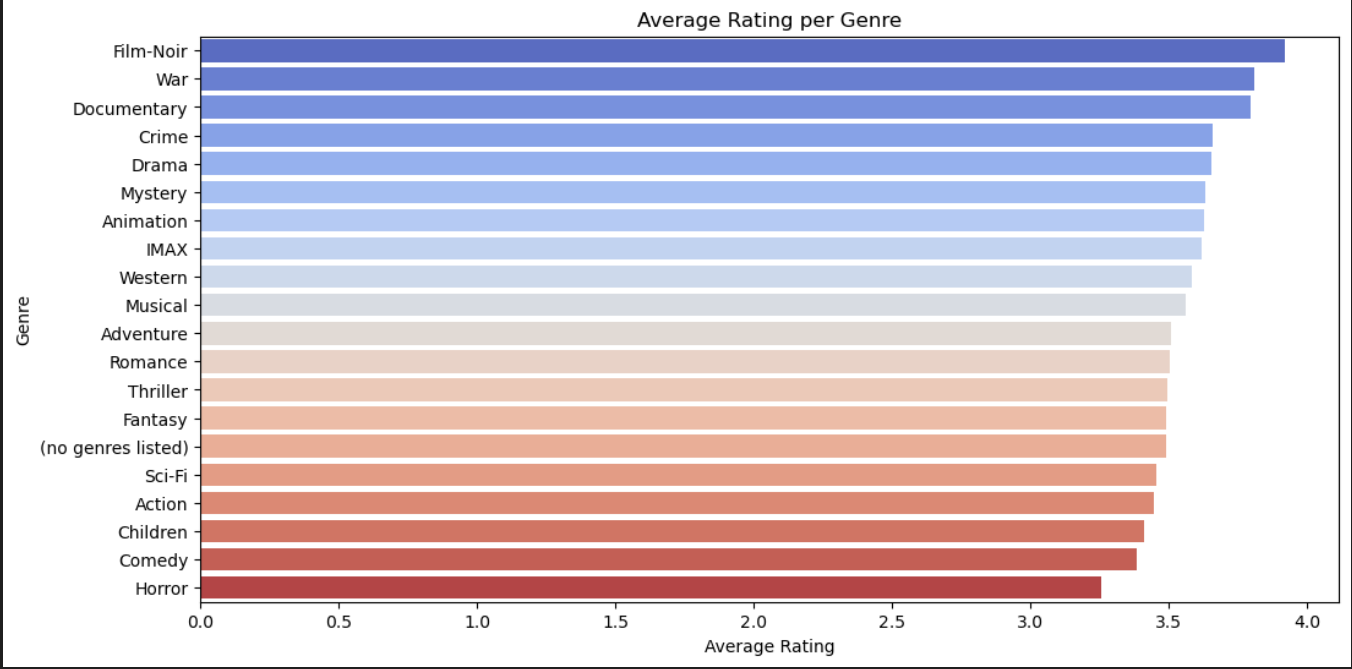 Average Rating per Genre
Genre
Film-Noir
War
Documentary
Crime
Drama
Mystery
Animation
IMAX
Western
Musical
Adventure
Romance
Thriller
Fantasy
(no genres listed)
Sci-Fi
Action
Children
Comedy
Horror
0.0 0.5 1.0 1.5 2.0 2.5 3.0 3.5 4.0
Average Rating